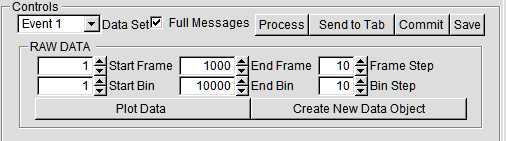 Controls
Event 1 Data Set Full Messages Process Send to Tab Commit Save
RAW DATA
1 Start Frame 1000 End Frame 10 Frame Step
1 Start Bin 10000 End Bin 10 Bin Step
Plot Data Create New Data Object